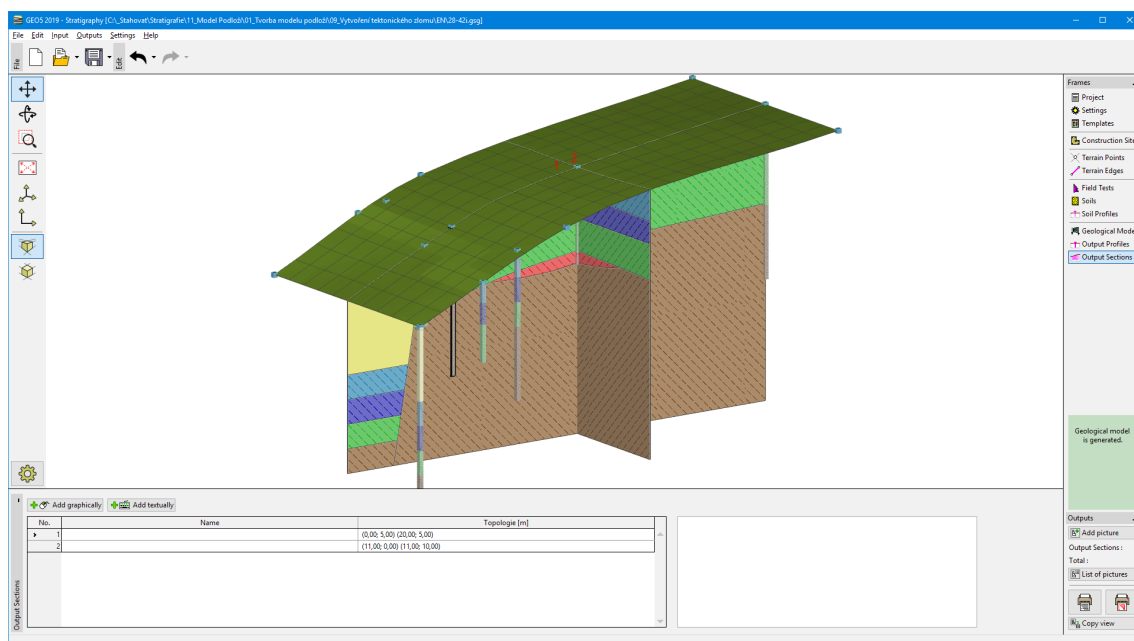 GEO5 2019 - Stratigraphy [C:\_Stahovat\Stratigrafie\11_Model Podloží\01_Tvorba modelu podloží\09_Vytvoření tektonického zlomu\EN\28-42i.gsg]
File Edit Input Outputs Settings Help
File
Edit
Frames
Project
Settings
Templates
Construction Site
Terrain Points
Terrain Edges
Field Tests
Soils
Soil Profiles
Geological Mode
Output Profiles
Output Sections
1 2
Geological model
is generated.
Add graphically Add textually
No. Name Topologie [m]
1 (0,00; 5,00) (20,00; 5,00)
2 (11,00; 0,00) (11,00; 10,00)
Output Sections
Outputs
Add picture
Output Sections :
Total :
List of pictures
Copy view